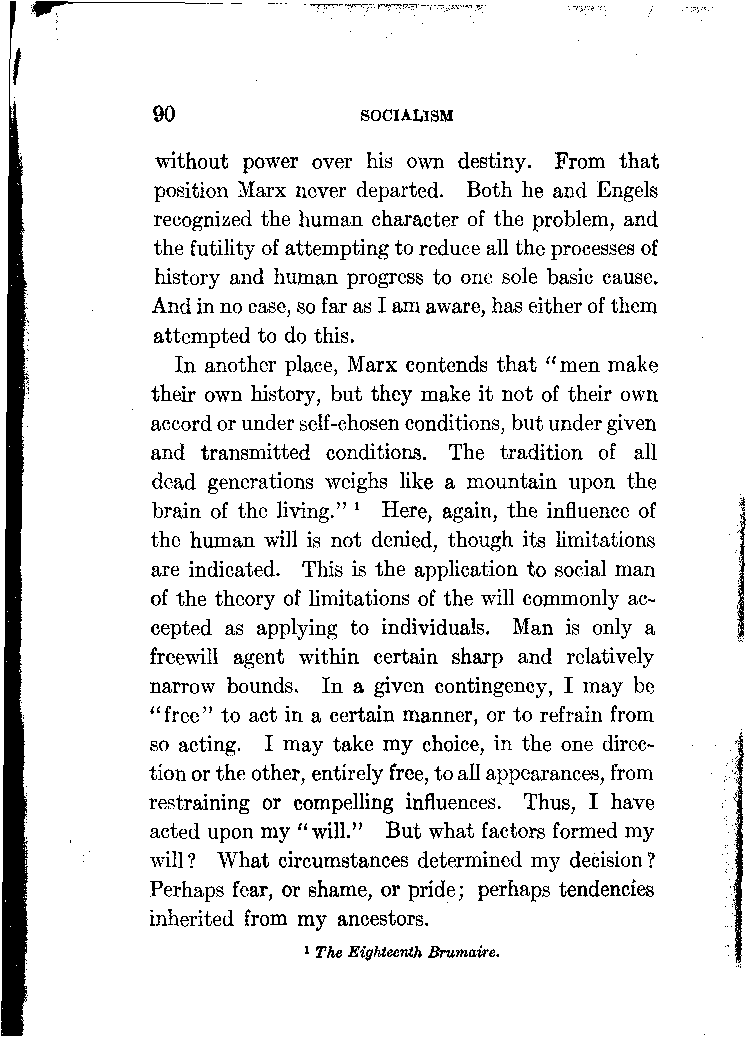 90 SOCIALISM
without power over his own destiny. From that
position Marx never departed. Both he and Engels
recognized the human character of the problem, and
the futility of attempting to reduce all the processes of
history and human progress to one sole basic cause.
And in no case, so far as I am aware, has either of them
attempted to do this.
In another place, Marx contends that “men make
their own history, but they make it not of their own
accord or under self-chosen conditions, but under given
and transmitted conditions. The tradition of all
dead generations weighs like a mountain upon the
brain of the living.” ¹ Here, again, the influence of
the human will is not denied, though its limitations
are indicated. This is the application to social man
of the theory of limitations of the will commonly ac-
cepted as applying to individuals. Man is only a
freewill agent within certain sharp and relatively
narrow bounds. In a given contingency, I may be
“free” to act in a certain manner, or to refrain from
so acting. I may take my choice, in the one direc-
tion or the other, entirely free, to all appearances, from
restraining or compelling influences. Thus, I have
acted upon my “will.” But what factors formed my
will? What circumstances determined my decision?
Perhaps fear, or shame, or pride; perhaps tendencies
inherited from my ancestors.
¹ The Eighteenth Brumaire.